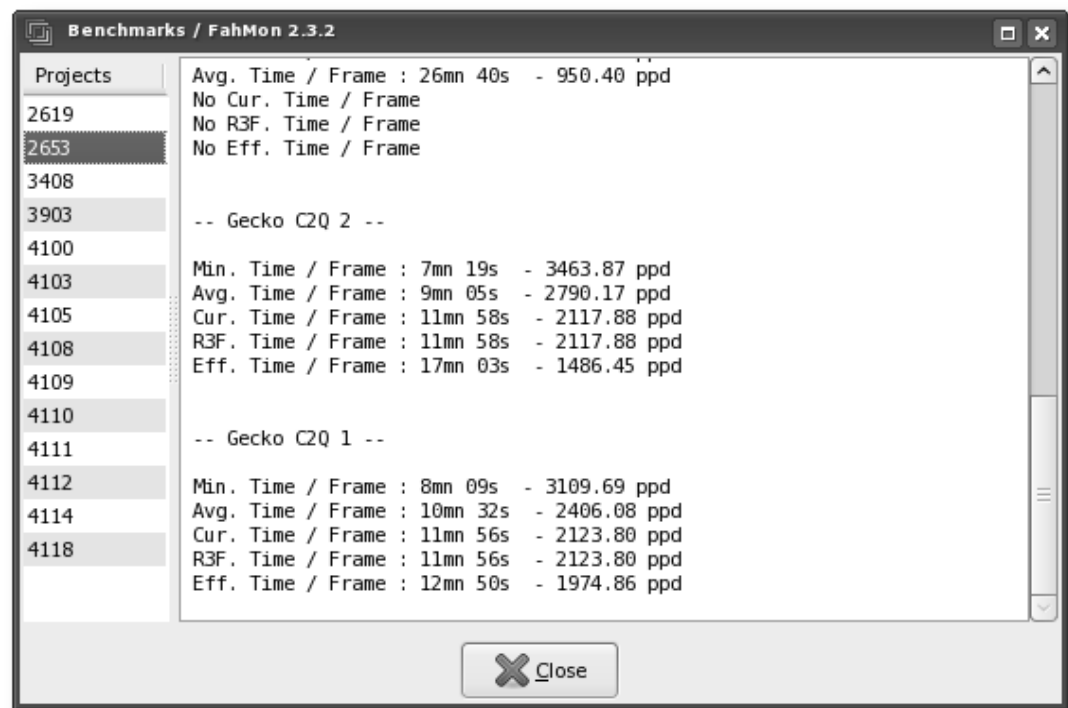 Benchmarks / FahMon 2.3.2
Projects
2619
2653
3408
3903
4100
4103
4105
4108
4109
4110
4111
4112
4114
4118
Avg. Time / Frame : 26mn 40s - 950.40 ppd
No Cur. Time / Frame
No R3F. Time / Frame
No Eff. Time / Frame
-- Gecko C2Q 2 --
Min. Time / Frame : 7mn 19s - 3463.87 ppd
Avg. Time / Frame : 9mn 05s - 2790.17 ppd
Cur. Time / Frame : 11mn 58s - 2117.88 ppd
R3F. Time / Frame : 11mn 58s - 2117.88 ppd
Eff. Time / Frame : 17mn 03s - 1486.45 ppd
-- Gecko C2Q 1 --
Min. Time / Frame : 8mn 09s - 3109.69 ppd
Avg. Time / Frame : 10mn 32s - 2406.08 ppd
Cur. Time / Frame : 11mn 56s - 2123.80 ppd
R3F. Time / Frame : 11mn 56s - 2123.80 ppd
Eff. Time / Frame : 12mn 50s - 1974.86 ppd
Close